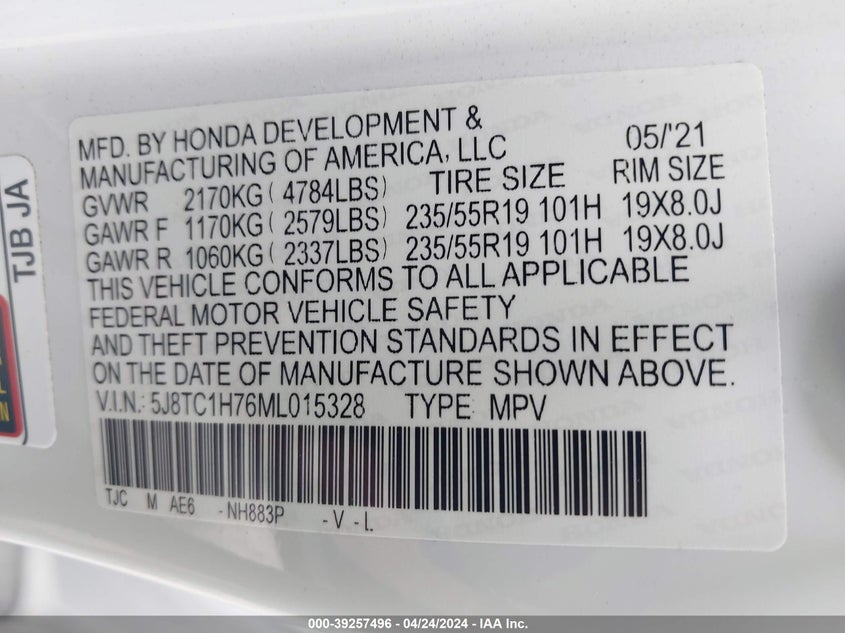 MFD. BY HONDA DEVELOPMENT &
MANUFACTURING OF AMERICA, LLC 05/'21
GVWR 2170KG ( 4784LBS) TIRE SIZE RIM SIZE
GAWR F 1170KG ( 2579LBS) 235/55R19 101H 19X8.0J
GAWR R 1060KG ( 2337LBS) 235/55R19 101H 19X8.0J
THIS VEHICLE CONFORMS TO ALL APPLICABLE
FEDERAL MOTOR VEHICLE SAFETY
AND THEFT PREVENTION STANDARDS IN EFFECT
ON THE DATE OF MANUFACTURE SHOWN ABOVE.
V.I.N.: 5J8TC1H76ML015328 TYPE: MPV
TJC M AE6 -NH883P -V -L
TJB JA
000-39257496 - 04/24/2024 - IAA Inc.